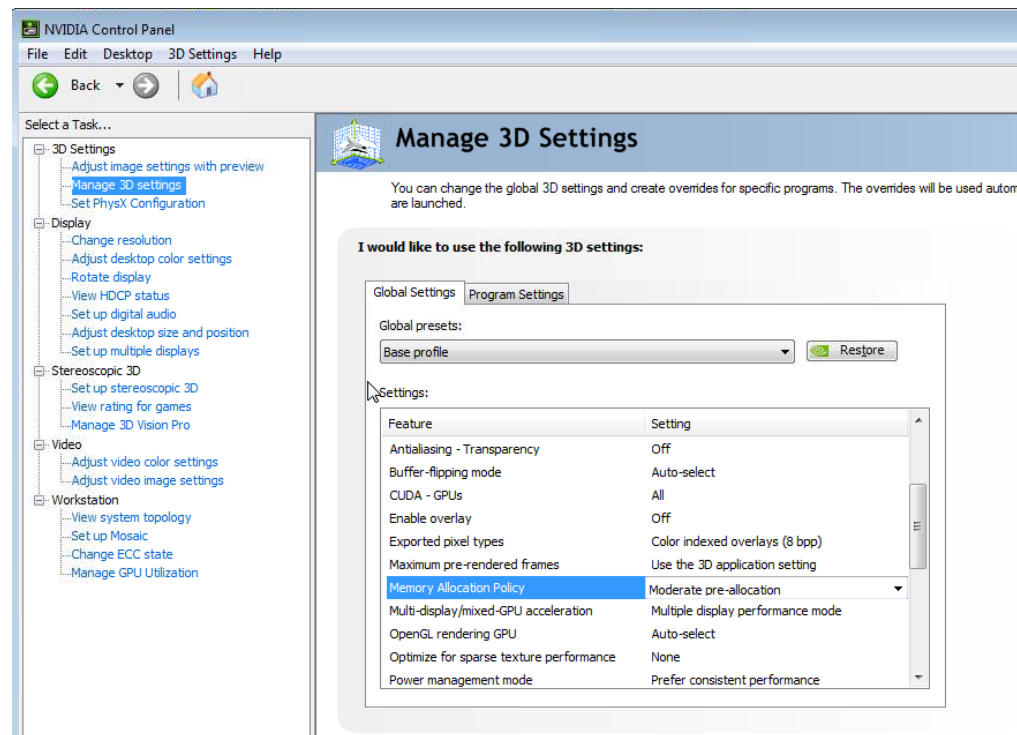 NVIDIA Control Panel
File Edit Desktop 3D Settings Help
Back
Select a Task...
3D Settings
Adjust image settings with preview
Manage 3D settings
Set PhysX Configuration
Display
Change resolution
Adjust desktop color settings
Rotate display
View HDCP status
Set up digital audio
Adjust desktop size and position
Set up multiple displays
Stereoscopic 3D
Set up stereoscopic 3D
View rating for games
Manage 3D Vision Pro
Video
Adjust video color settings
Adjust video image settings
Workstation
View system topology
Set up Mosaic
Change ECC state
Manage GPU Utilization
Manage 3D Settings
You can change the global 3D settings and create overrides for specific programs. The overrides will be used autom
are launched.
I would like to use the following 3D settings:
Global Settings Program Settings
Global presets:
Base profile Restore
Settings:
Feature Setting
Antialiasing - Transparency Off
Buffer-flipping mode Auto-select
CUDA - GPUs All
Enable overlay Off
Exported pixel types Color indexed overlays (8 bpp)
Maximum pre-rendered frames Use the 3D application setting
Memory Allocation Policy Moderate pre-allocation
Multi-display/mixed-GPU acceleration Multiple display performance mode
OpenGL rendering GPU Auto-select
Optimize for sparse texture performance None
Power management mode Prefer consistent performance